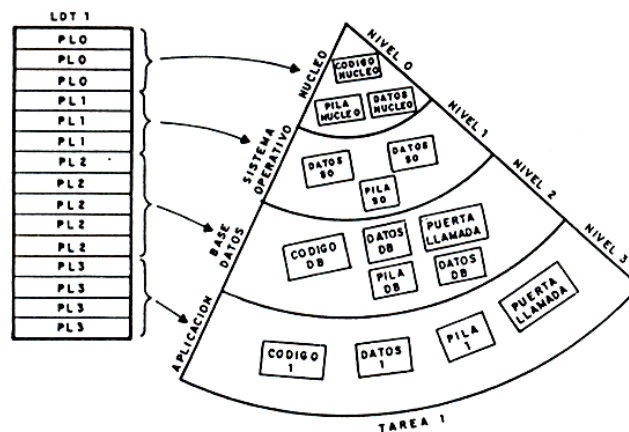 LDT 1
PL0
PL0
PL0
PL1
PL1
PL1
PL2
PL2
PL2
PL2
PL2
PL3
PL3
PL3
PL3
NUCLEO
SISTEMA
OPERATIVO
BASE
DATOS
APLICACION
NIVEL 0
NIVEL 1
NIVEL 2
NIVEL 3
CODIGO
NUCLEO
PILA
NUCLEO
DATOS
NUCLEO
DATOS
SO
DATOS
SO
PILA
SO
CODIGO
DB
DATOS
DB
PUERTA
LLAMADA
PILA
DB
DATOS
DB
CODIGO
1
DATOS
1
PILA
1
PUERTA
LLAMADA
TAREA 1